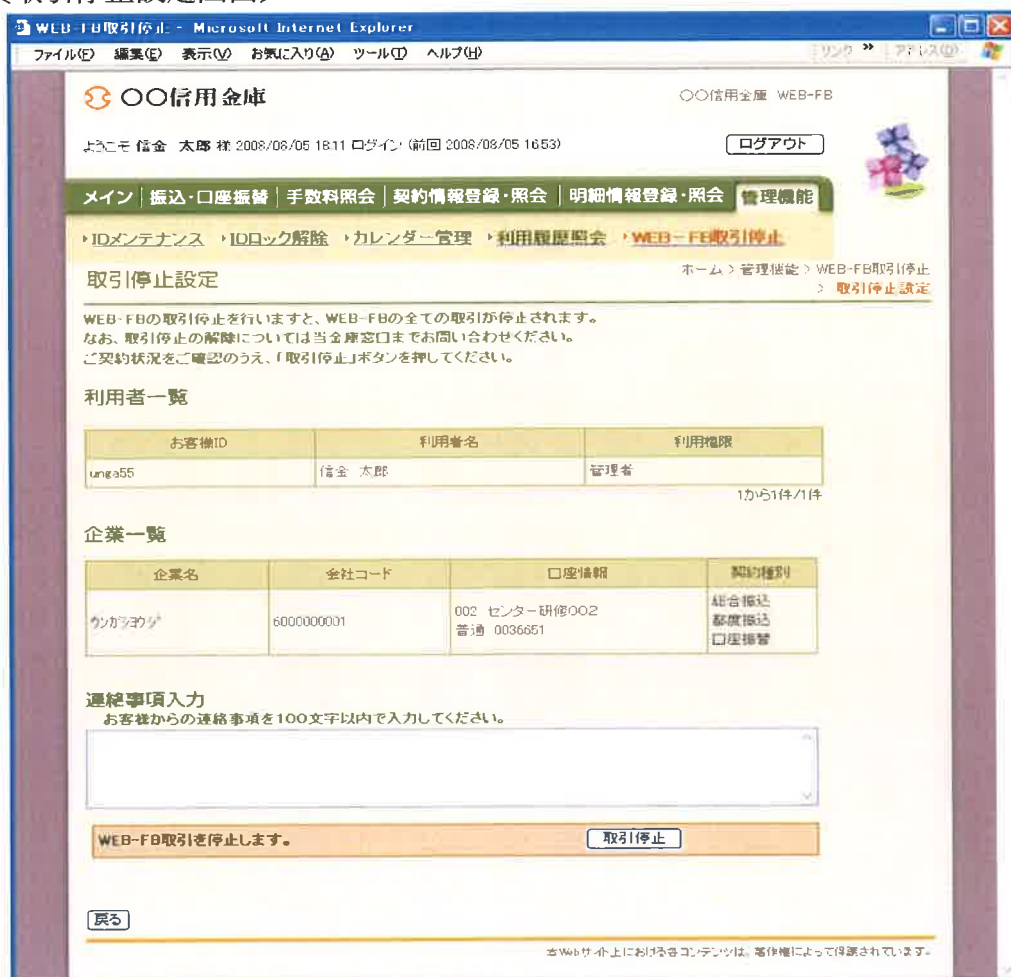 WEB-FB取引停止 - Microsoft Internet Explorer
ファイル(F) 編集(E) 表示(V) お気に入り(A) ツール(T) ヘルプ(H) リンク » アドレス(D)
〇〇信用金庫 〇〇信用金庫 WEB-FB
ようこそ 信金 太郎 様 2008/08/05 18:11 ログイン (前回 2008/08/05 16:53) ログアウト
メイン 振込・口座振替 手数料照会 契約情報登録・照会 明細情報登録・照会 管理機能
IDメンテナンス IDロック解除 カレンダー管理 利用履歴照会 WEB-FB取引停止
取引停止設定
ホーム > 管理機能 > WEB-FB取引停止
> 取引停止設定
WEB-FBの取引停止を行いますと、WEB-FBの全ての取引が停止されます。
なお、取引停止の解除については当金庫窓口までお問い合わせください。
ご契約状況をご確認のうえ、「取引停止」ボタンを押してください。
利用者一覧
お客様ID 利用者名 利用権限
unga55 信金 太郎 管理者
1から1件/1件
企業一覧
企業名 会社コード 口座情報 契約種別
ウンガシヨウジ 6000000001
002 センター研修002
普通 0036651
総合振込
都度振込
口座振替
連絡事項入力
お客様からの連絡事項を100文字以内で入力してください。
WEB-FB取引を停止します。 取引停止
戻る
本Webサイト上における各コンテンツは、著作権によって保護されています。